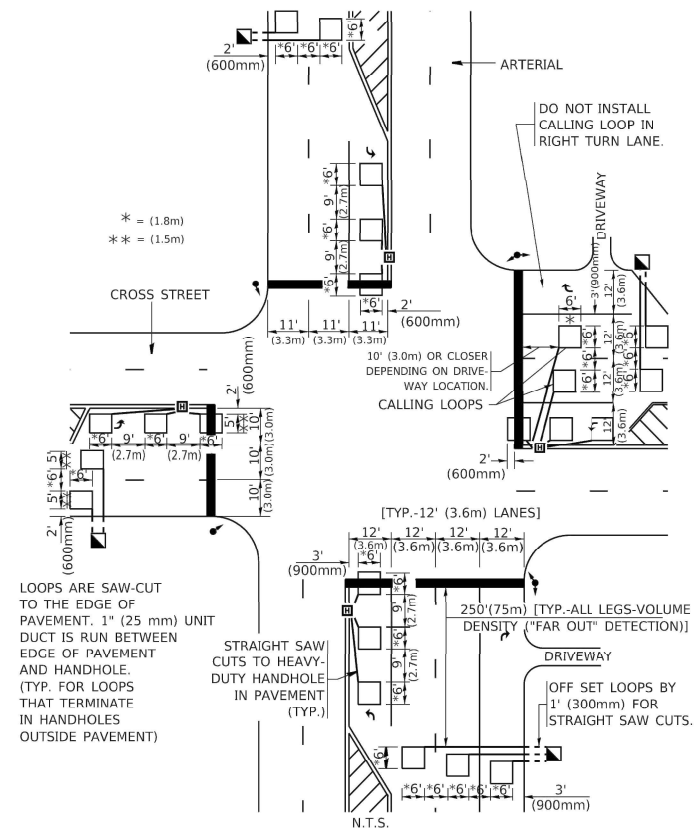 *6' *6' *6'
*6'
2'
(600mm)
ARTERIAL
DO NOT INSTALL
CALLING LOOP IN
RIGHT TURN LANE.
*6'
9'
(2.7m)
*6'
9'
(2.7m)
*6'
H
*6'
2'
(600mm)
* = (1.8m)
** = (1.5m)
CROSS STREET
11' 11' 11'
(3.3m) (3.3m) (3.3m)
DRIVEWAY
3'(900mm)
12'
(3.6m)
6'
*
*6'
12'
(3.6m)
*6'
*6'
12'
(3.6m)
12'
(3.6m)
*6'
*6'
*6'
10' (3.0m) OR CLOSER
DEPENDING ON DRIVE-
WAY LOCATION.
CALLING LOOPS
H
2'
(600mm)
2'
(600mm)
H
5'
**
10'
(3.0m)
10'
(3.0m)
10'
(3.0m)
*6' 9' *6' 9' *6'
(2.7m) (2.7m)
5'
**
*6'
*6'
5'
**
2'
(600mm)
[TYP.-12' (3.6m) LANES]
12' 12' 12' 12'
(3.6m) (3.6m) (3.6m) (3.6m)
*6'
3'
(900mm)
*6'
9'
(2.7m)
*6'
9'
(2.7m)
*6'
H
LOOPS ARE SAW-CUT
TO THE EDGE OF
PAVEMENT. 1" (25 mm) UNIT
DUCT IS RUN BETWEEN
EDGE OF PAVEMENT
AND HANDHOLE.
(TYP. FOR LOOPS
THAT TERMINATE
IN HANDHOLES
OUTSIDE PAVEMENT)
STRAIGHT SAW
CUTS TO HEAVY-
DUTY HANDHOLE
IN PAVEMENT
(TYP.)
250'(75m) [TYP.-ALL LEGS-VOLUME
DENSITY ("FAR OUT" DETECTION)]
DRIVEWAY
OFF SET LOOPS BY
1' (300mm) FOR
STRAIGHT SAW CUTS.
*6'
*6' *6' *6' *6' *6'
3'
(900mm)
N.T.S.